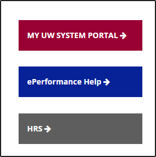 MY UW SYSTEM PORTAL →
ePerformance Help →
HRS →